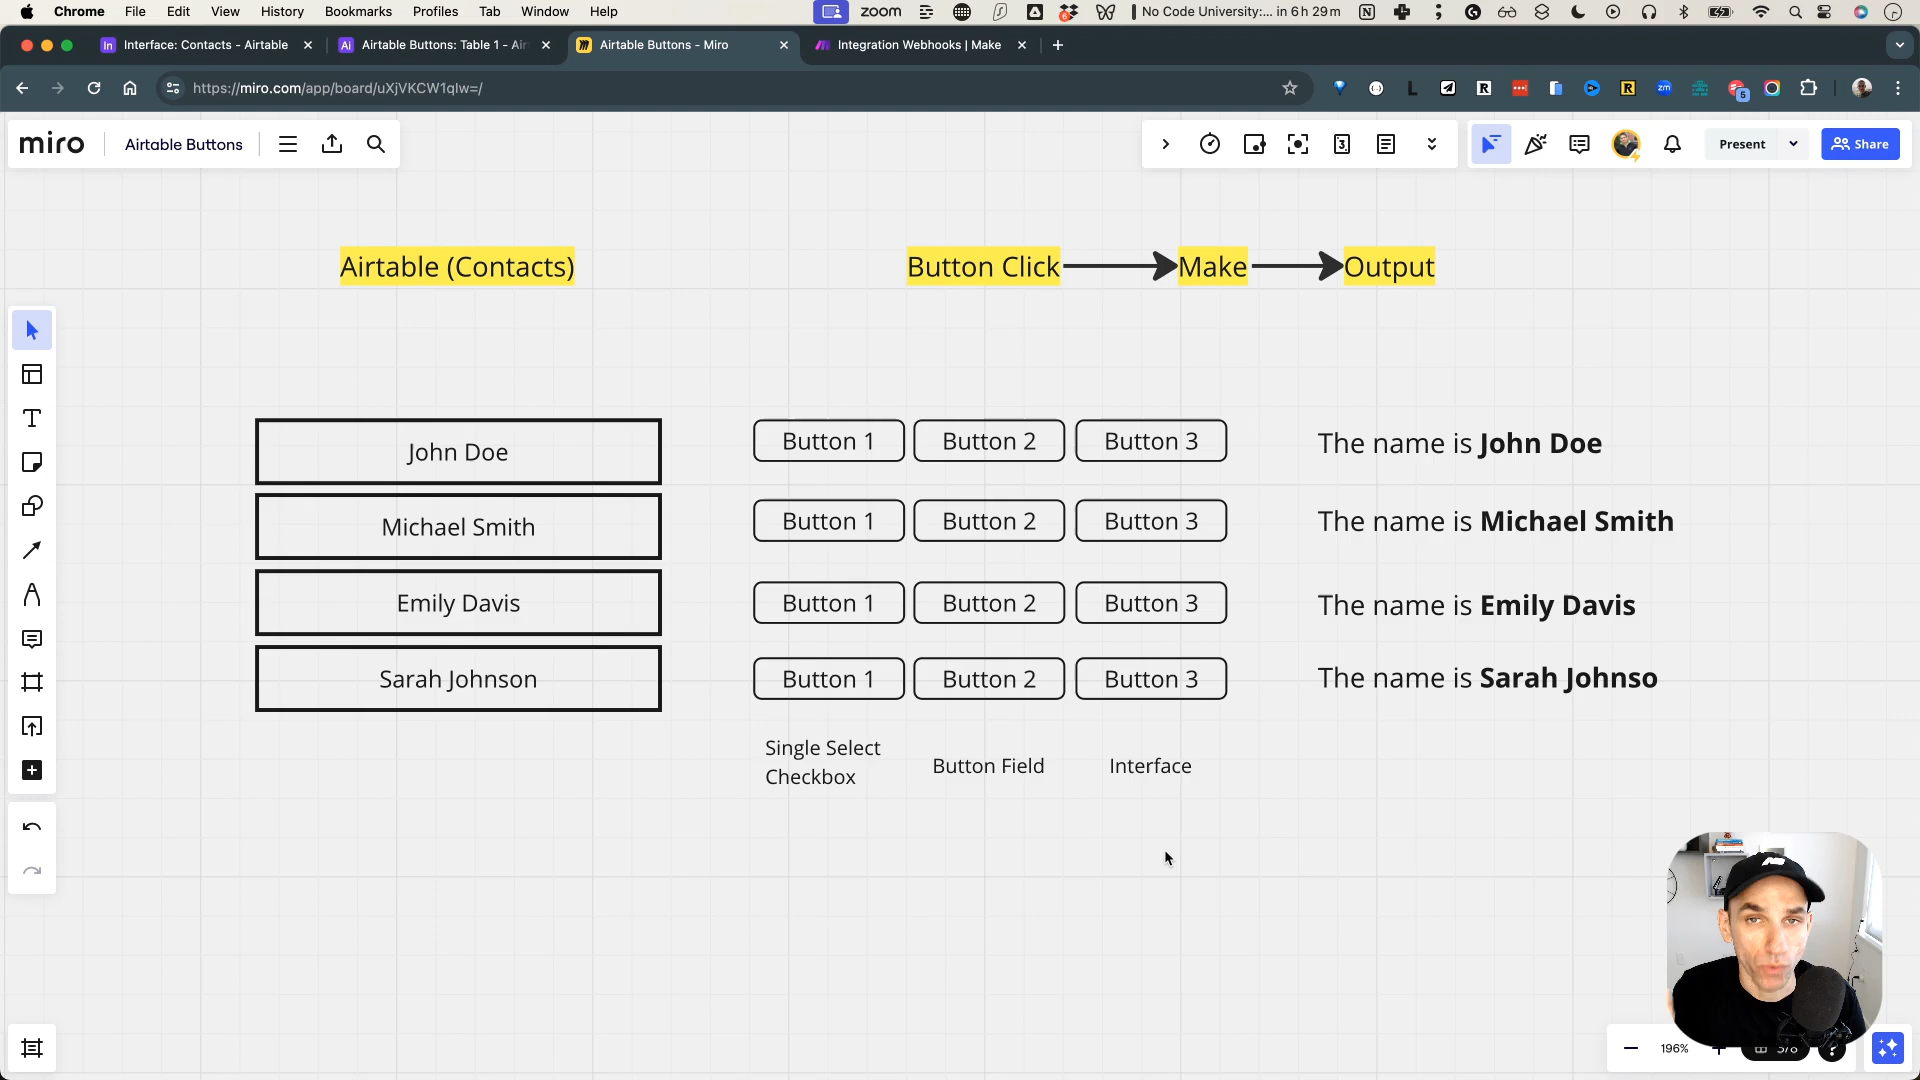 Chrome File Edit View History Bookmarks Profiles Tab Window Help
zoom
No Code University:... in 6 h 29 m
Interface: Contacts - Airtable
Airtable Buttons: Table 1 - Air
Airtable Buttons - Miro
Integration Webhooks | Make
https://miro.com/app/board/uXjVKCW1qIw=/
5
miro
Airtable Buttons
Present
Share
Airtable (Contacts)
Button Click
Make
Output
John Doe
Button 1 Button 2 Button 3
The name is John Doe
Michael Smith
Button 1 Button 2 Button 3
The name is Michael Smith
Emily Davis
Button 1 Button 2 Button 3
The name is Emily Davis
Sarah Johnson
Button 1 Button 2 Button 3
The name is Sarah Johnso
Single Select
Checkbox
Button Field
Interface
196%